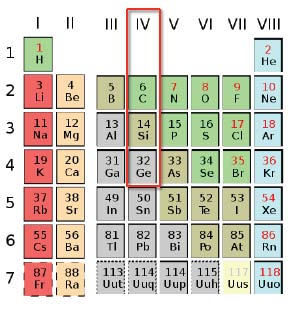 I II III IV V VI VII VIII
1 1 2
H He
2 3 4 5 6 7 8 9 10
Li Be B C N O F Ne
3 11 12 13 14 15 16 17 18
Na Mg Al Si P S Cl Ar
4 19 20 31 32 33 34 35 36
K Ca Ga Ge As Se Br Kr
5 37 38 49 50 51 52 53 54
Rb Sr In Sn Sb Te I Xe
6 55 56 81 82 83 84 85 86
Cs Ba Tl Pb Bi Po At Rn
7 87 88 113 114 114 115 117 118
Fr Ra Uut Uuq Uup Uuh Uus Uuo